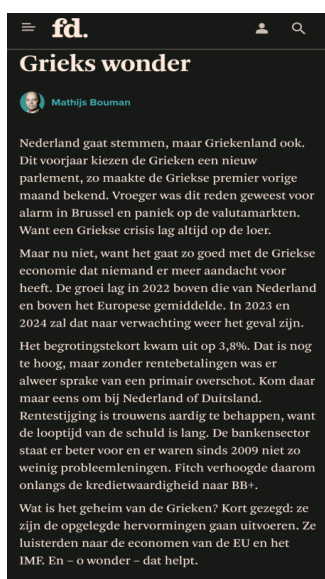 fd.
Grieks wonder
Mathijs Bouman
Nederland gaat stemmen, maar Griekenland ook.
Dit voorjaar kiezen de Grieken een nieuw
parlement, zo maakte de Griekse premier vorige
maand bekend. Vroeger was dit reden geweest voor
alarm in Brussel en paniek op de valutamarkten.
Want een Griekse crisis lag altijd op de loer.
Maar nu niet, want het gaat zo goed met de Griekse
economie dat niemand er meer aandacht voor
heeft. De groei lag in 2022 boven die van Nederland
en boven het Europese gemiddelde. In 2023 en
2024 zal dat naar verwachting weer het geval zijn.
Het begrotingstekort kwam uit op 3,8%. Dat is nog
te hoog, maar zonder rentebetalingen was er
alweer sprake van een primair overschot. Kom daar
maar eens om bij Nederland of Duitsland.
Rentestijging is trouwens aardig te behappen, want
de looptijd van de schuld is lang. De bankensector
staat er beter voor en er waren sinds 2009 niet zo
weinig probleemleningen. Fitch verhoogde daarom
onlangs de kredietwaardigheid naar BB+.
Wat is het geheim van de Grieken? Kort gezegd: ze
zijn de opgelegde hervormingen gaan uitvoeren. Ze
luisterden naar de economen van de EU en het
IMF. En – o wonder – dat helpt.